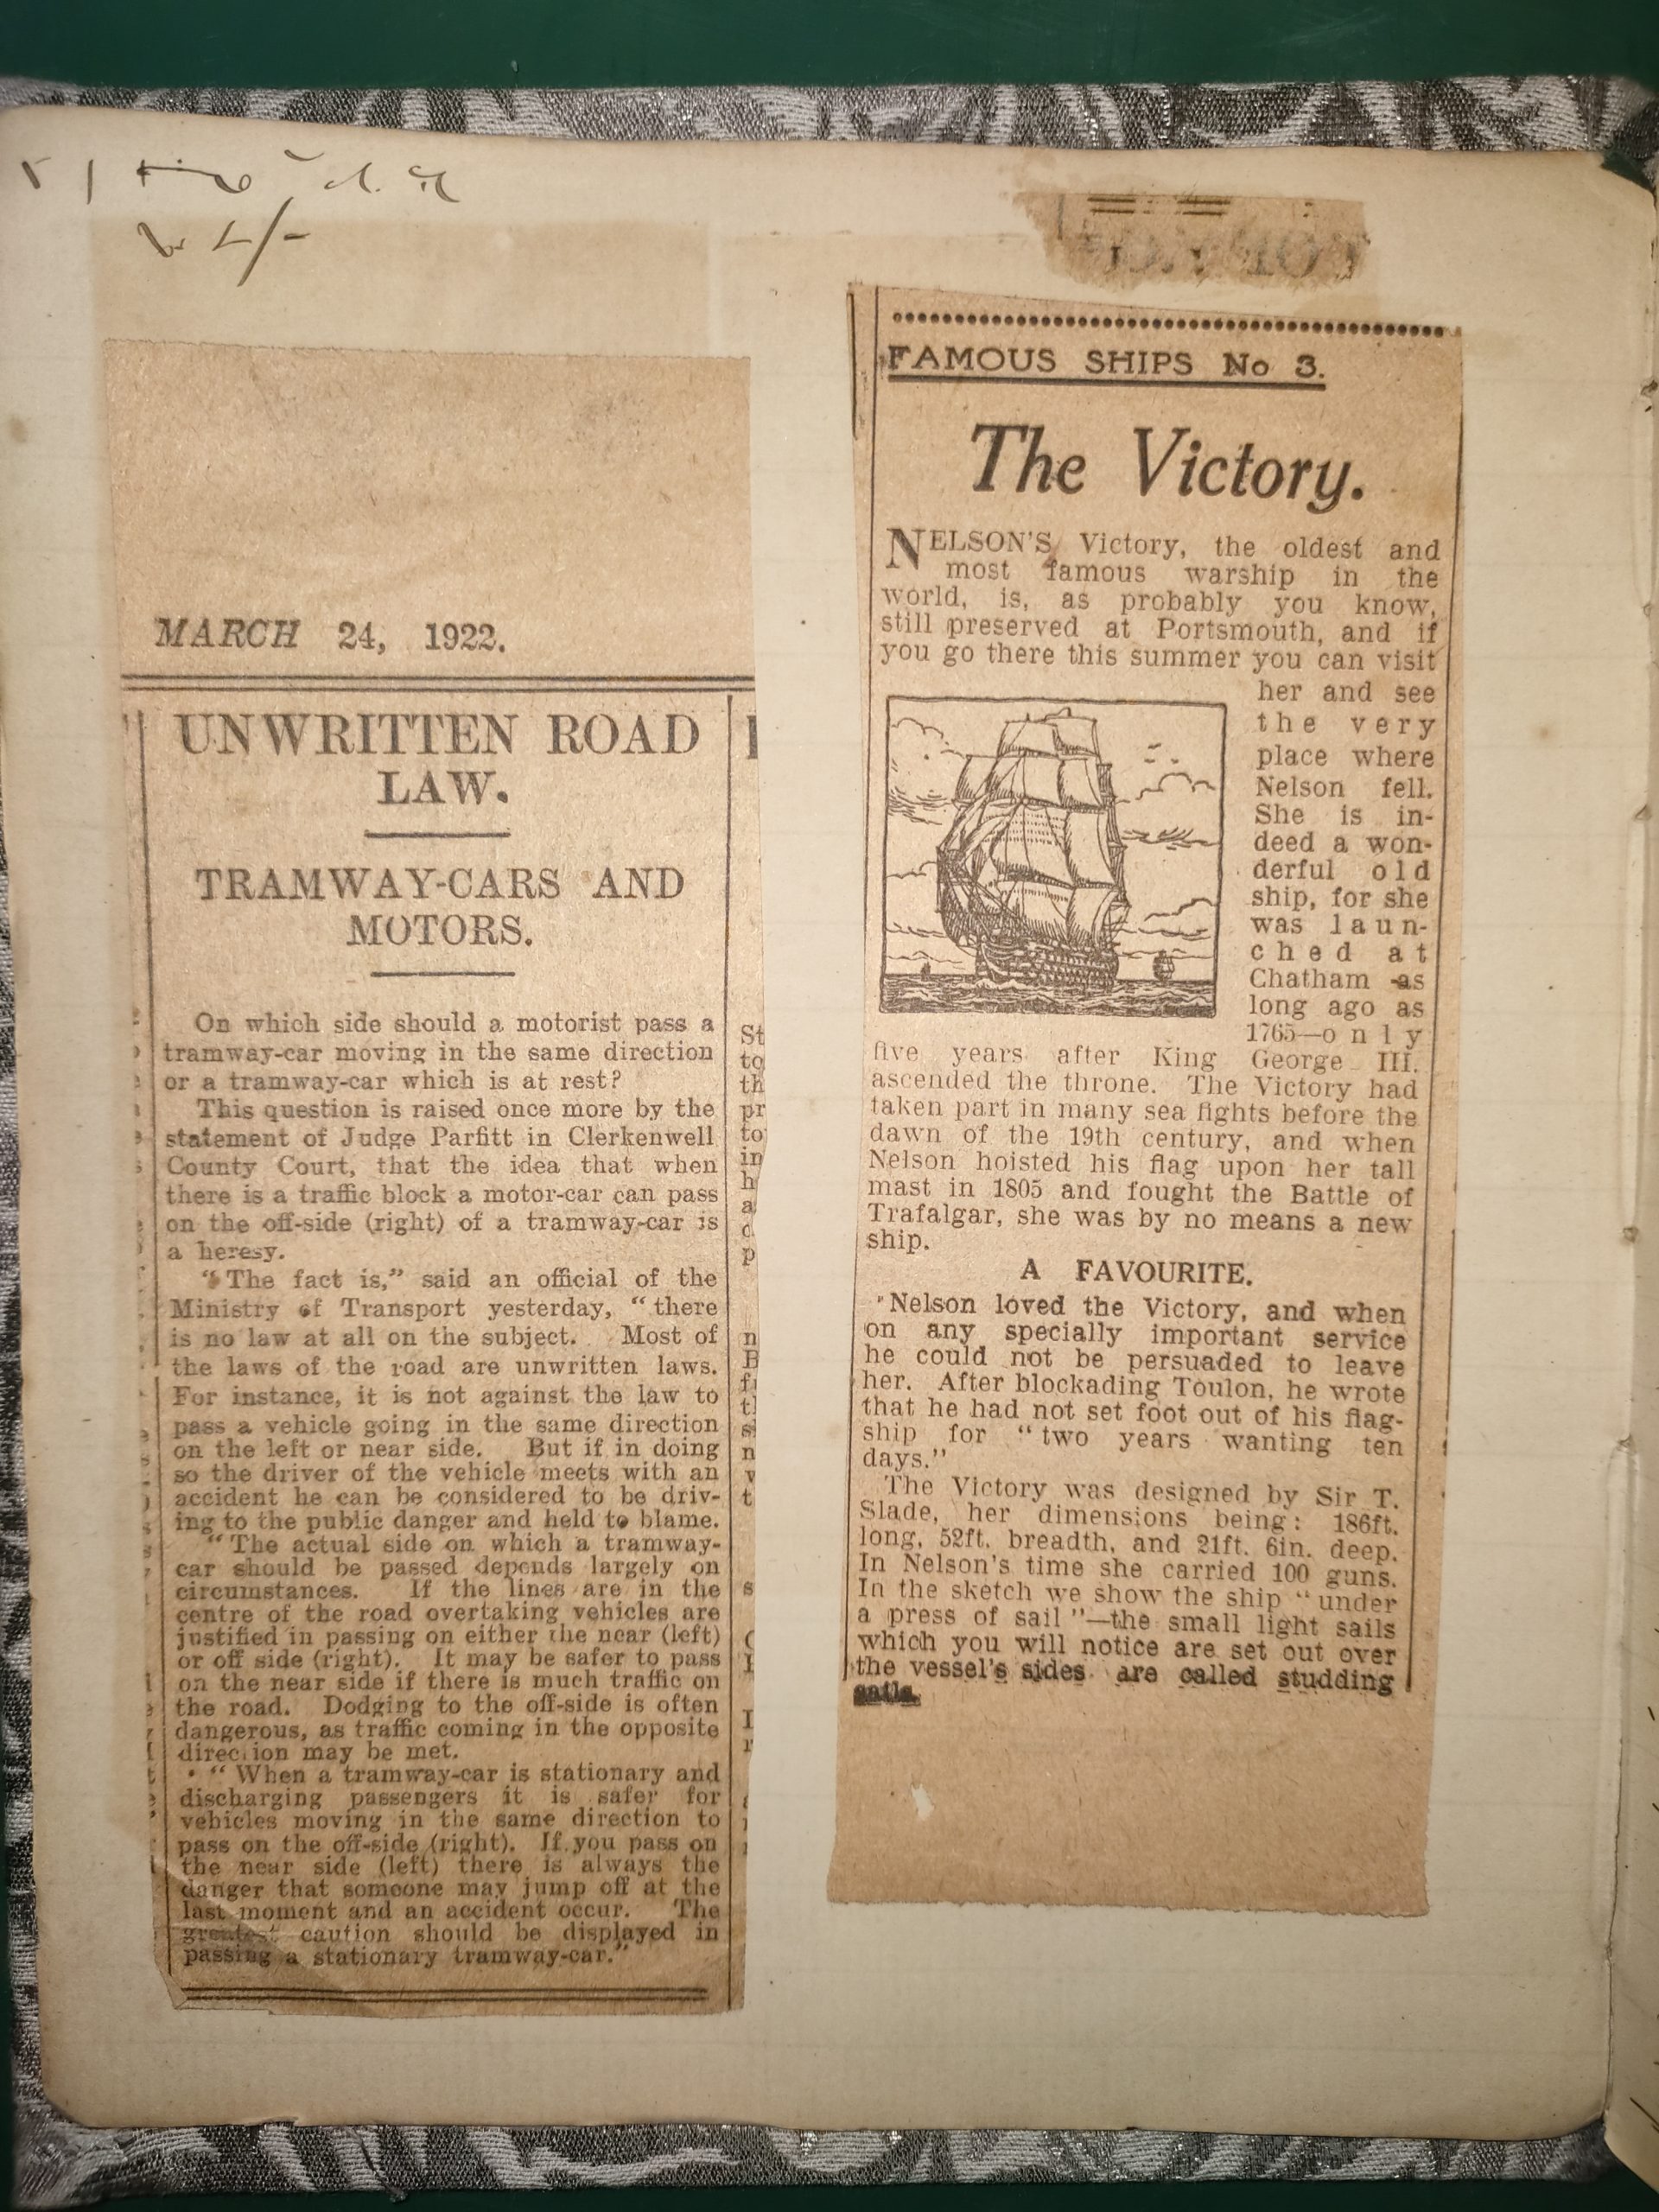 MARCH 24, 1922.
UNWRITTEN ROAD
LAW.
TRAMWAY-CARS AND
MOTORS.
On which side should a motorist pass a
tramway-car moving in the same direction
or a tramway-car which is at rest?
This question is raised once more by the
statement of Judge Parfitt in Clerkenwell
County Court, that the idea that when
there is a traffic block a motor-car can pass
on the off-side (right) of a tramway-car is
a heresy.
"The fact is," said an official of the
Ministry of Transport yesterday, "there
is no law at all on the subject. Most of
the laws of the road are unwritten laws.
For instance, it is not against the law to
pass a vehicle going in the same direction
on the left or near side. But if in doing
so the driver of the vehicle meets with an
accident he can be considered to be driv-
ing to the public danger and held to blame.
"The actual side on which a tramway-
car should be passed depends largely on
circumstances. If the lines are in the
centre of the road overtaking vehicles are
justified in passing on either the near (left)
or off side (right). It may be safer to pass
on the near side if there is much traffic on
the road. Dodging to the off-side is often
dangerous, as traffic coming in the opposite
direction may be met.
"When a tramway-car is stationary and
discharging passengers it is safer for
vehicles moving in the same direction to
pass on the off-side (right). If you pass on
the near side (left) there is always the
danger that someone may jump off at the
last moment and an accident occur. The
greatest caution should be displayed in
passing a stationary tramway-car."
FAMOUS SHIPS No 3.
The Victory.
NELSON'S Victory, the oldest and
most famous warship in the
world, is, as probably you know,
still preserved at Portsmouth, and if
you go there this summer you can visit
her and see
the very
place where
Nelson fell.
She is in-
deed a won-
derful old
ship, for she
was laun-
ched at
Chatham as
long ago as
1765—only
five years after King George III.
ascended the throne. The Victory had
taken part in many sea fights before the
dawn of the 19th century, and when
Nelson hoisted his flag upon her tall
mast in 1805 and fought the Battle of
Trafalgar, she was by no means a new
ship.
A FAVOURITE.
Nelson loved the Victory, and when
on any specially important service
he could not be persuaded to leave
her. After blockading Toulon, he wrote
that he had not set foot out of his flag-
ship for "two years wanting ten
days."
The Victory was designed by Sir T.
Slade, her dimensions being: 186ft.
long, 52ft. breadth, and 21ft. 6in. deep.
In Nelson's time she carried 100 guns.
In the sketch we show the ship "under
a press of sail"—the small light sails
which you will notice are set out over
the vessel's sides are called studding
sails.